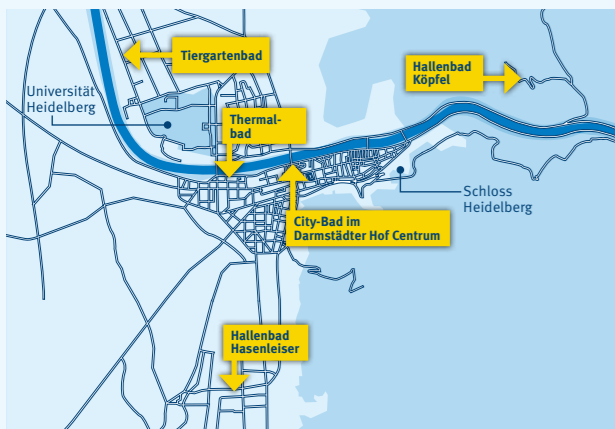 Tiergartenbad
Hallenbad
Köpfel
Universität
Heidelberg
Thermal-
bad
Schloss
Heidelberg
City-Bad im
Darmstädter Hof Centrum
Hallenbad
Hasenleiser